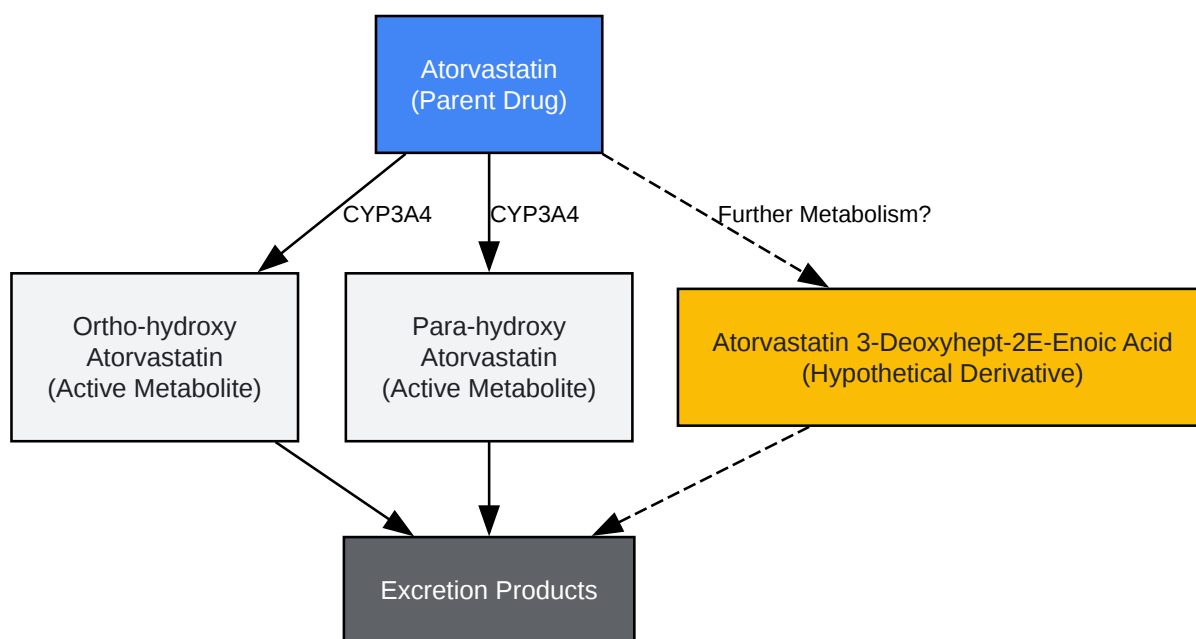 Atorvastatin
(Parent Drug)
CYP3A4
CYP3A4
Further Metabolism?
Ortho-hydroxy
Atorvastatin
(Active Metabolite)
Para-hydroxy
Atorvastatin
(Active Metabolite)
Atorvastatin 3-Deoxyhept-2E-Enoic Acid
(Hypothetical Derivative)
Excretion Products